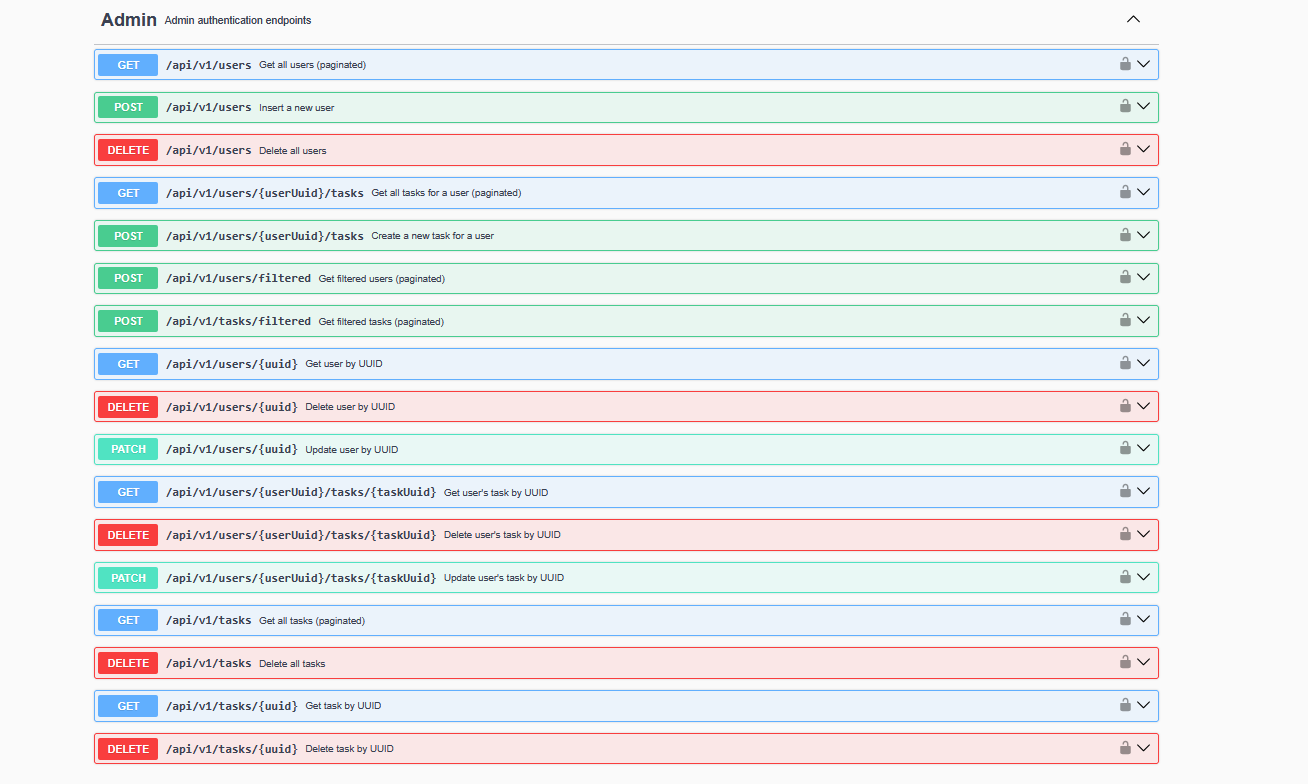 Admin Admin authentication endpoints
GET /api/v1/users Get all users (paginated)
POST /api/v1/users Insert a new user
DELETE /api/v1/users Delete all users
GET /api/v1/users/{userUuid}/tasks Get all tasks for a user (paginated)
POST /api/v1/users/{userUuid}/tasks Create a new task for a user
POST /api/v1/users/filtered Get filtered users (paginated)
POST /api/v1/tasks/filtered Get filtered tasks (paginated)
GET /api/v1/users/{uuid} Get user by UUID
DELETE /api/v1/users/{uuid} Delete user by UUID
PATCH /api/v1/users/{uuid} Update user by UUID
GET /api/v1/users/{userUuid}/tasks/{taskUuid} Get user's task by UUID
DELETE /api/v1/users/{userUuid}/tasks/{taskUuid} Delete user's task by UUID
PATCH /api/v1/users/{userUuid}/tasks/{taskUuid} Update user's task by UUID
GET /api/v1/tasks Get all tasks (paginated)
DELETE /api/v1/tasks Delete all tasks
GET /api/v1/tasks/{uuid} Get task by UUID
DELETE /api/v1/tasks/{uuid} Delete task by UUID